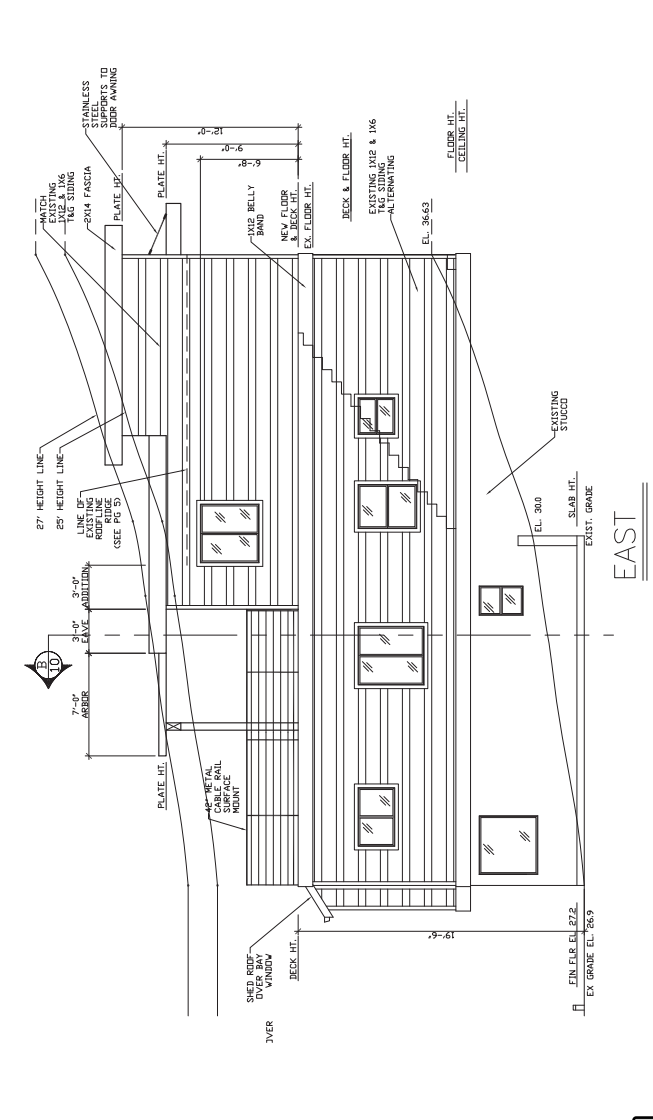 STAINLESS
STEEL
SUPPORTS TO
DOOR AWNING
MATCH
EXISTING
1X12 & 1X6
T&G SIDING
2X14 FASCIA
PLATE HT.
PLATE HT.
12'-0"
9'-0"
6'-8"
1X12 BELLY
BAND
NEW FLOOR
& DECK HT.
EX. FLOOR HT.
DECK & FLOOR HT.
EXISTING 1X12 & 1X6
T&G SIDING
ALTERNATING
EL. 36.63
FLOOR HT.
CEILING HT.
27' HEIGHT LINE
25' HEIGHT LINE
LINE OF
EXISTING
ROOFLINE
RIDGE
(SEE PG 5)
EXISTING
STUCCO
EL. 30.0
SLAB HT.
EXIST. GRADE
3'-0"
ADDITION
3'-0"
EAVE
7'-0"
ARBOR
B
10
PLATE HT.
42" METAL
CABLE RAIL
SURFACE
MOUNT
SHED ROOF
OVER BAY
WINDOW
DECK HT.
19'-6"
FIN FLR EL. 27.2
EX GRADE EL. 26.9
EAST